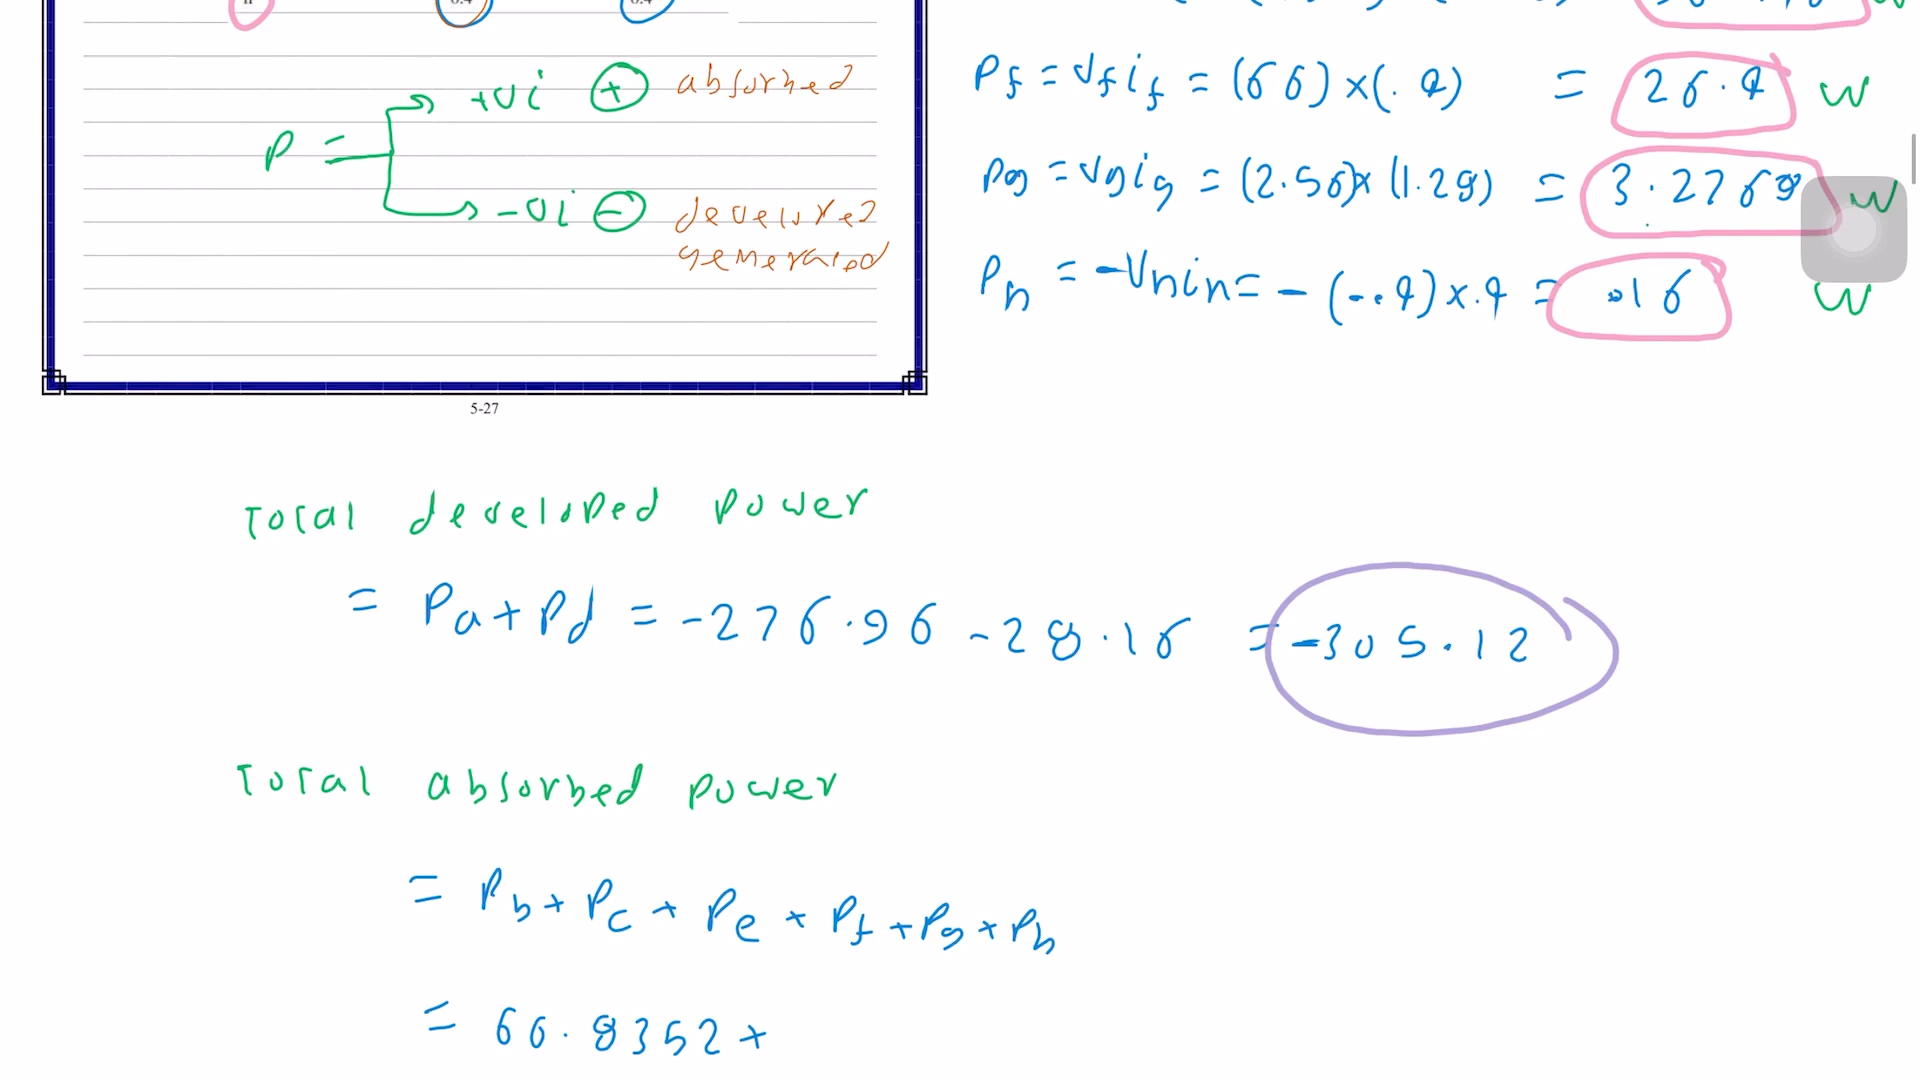 P =
+vi + absorbed
-vi - developed
generated
5-27
Pf = Vf if = (66) x (.4) = 26.4 W
Pg = Vg ig = (2.56) x (1.28) = 3.2768 W
Ph = -Vh ih = - (-.4) x .4 = .16 W
Total developed power
= Pa + Pd = -276.96 -28.16 = -305.12
Total absorbed power
= Pb + Pc + Pe + Pf + Pg + Ph
= 66.8352 +